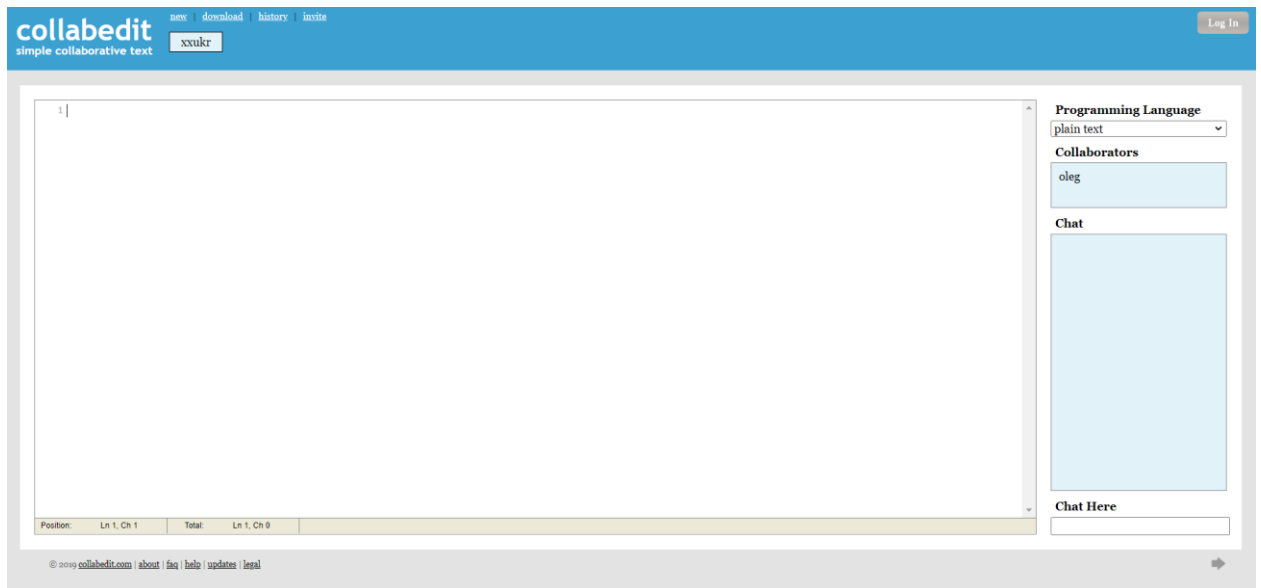 collabedit
simple collaborative text
new | download | history | invite
xxukr
Log In
1
Programming Language
plain text
Collaborators
oleg
Chat
Chat Here
Position: Ln 1, Ch 1 Total: Ln 1, Ch 0
© 2019 collabedit.com | about | faq | help | updates | legal